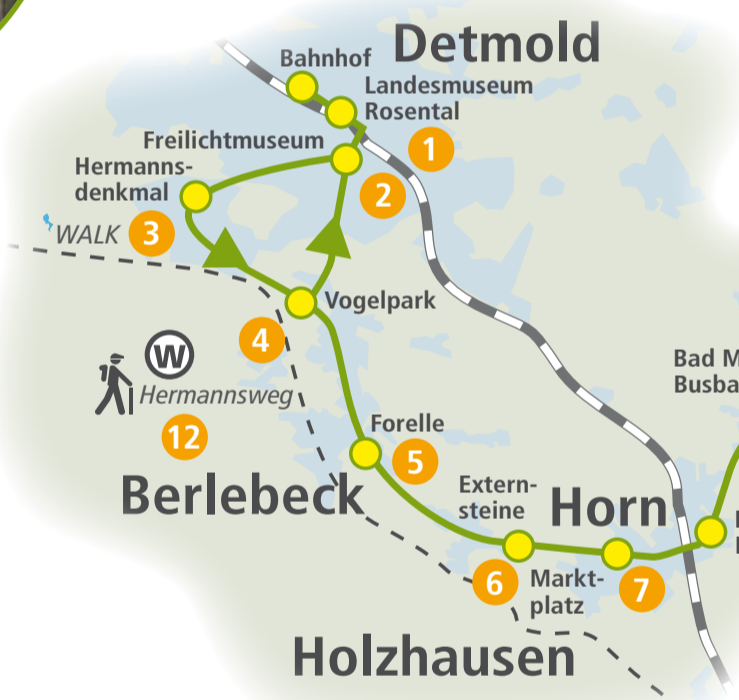 Detmold
Bahnhof
Landesmuseum
Rosental
Freilichtmuseum
1
Hermanns-
denkmal
2
WALK
3
Vogelpark
4
W
Hermannsweg
12
Bad M
Busba
Forelle
5
Berlebeck
Extern-
steine
Horn
6
Markt-
platz
7
Holzhausen